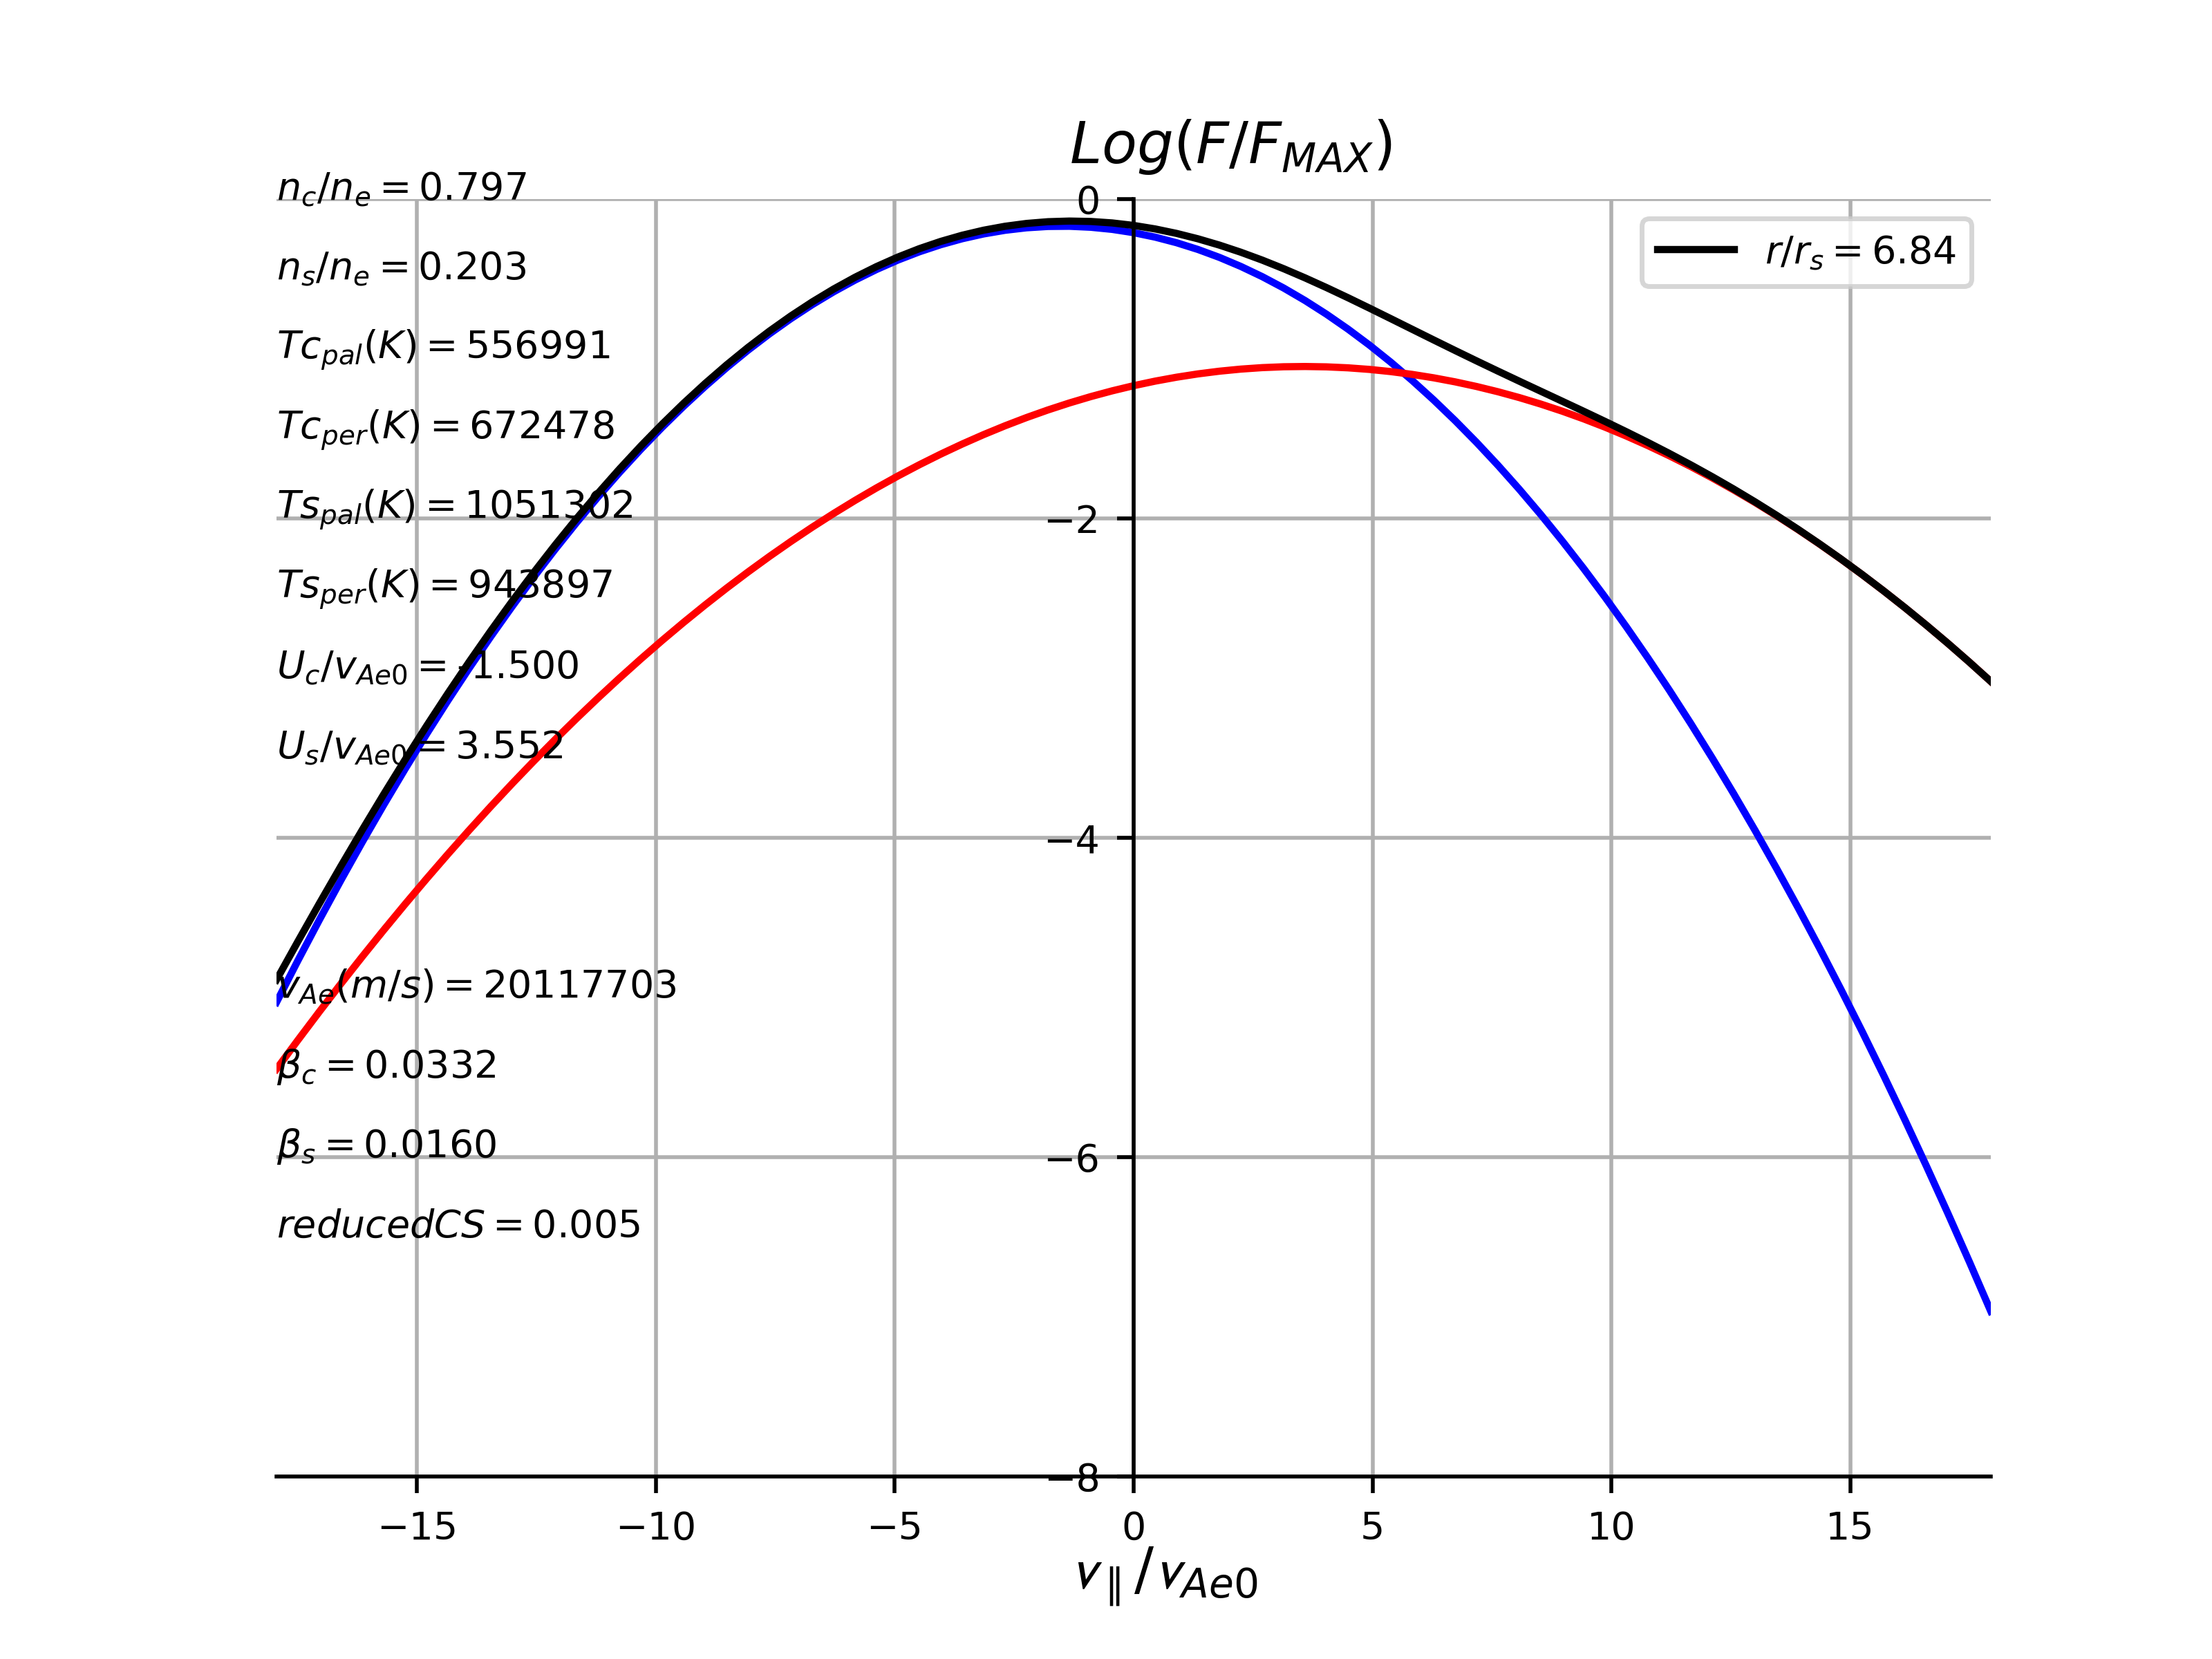 Log(F/F_MAX)
n_c/n_e = 0.797
n_s/n_e = 0.203
Tc_pal(K) = 556991
Tc_per(K) = 672478
Ts_pal(K) = 1051302
Ts_per(K) = 943897
U_c/v_Ae0 = -1.500
U_s/v_Ae0 = 3.552
v_Ae(m/s) = 20117703
β_c = 0.0332
β_s = 0.0160
reducedCS = 0.005
r/r_s = 6.84
0
−2
−4
−6
−8
−15 −10 −5 0 5 10 15
v_∥/v_Ae0